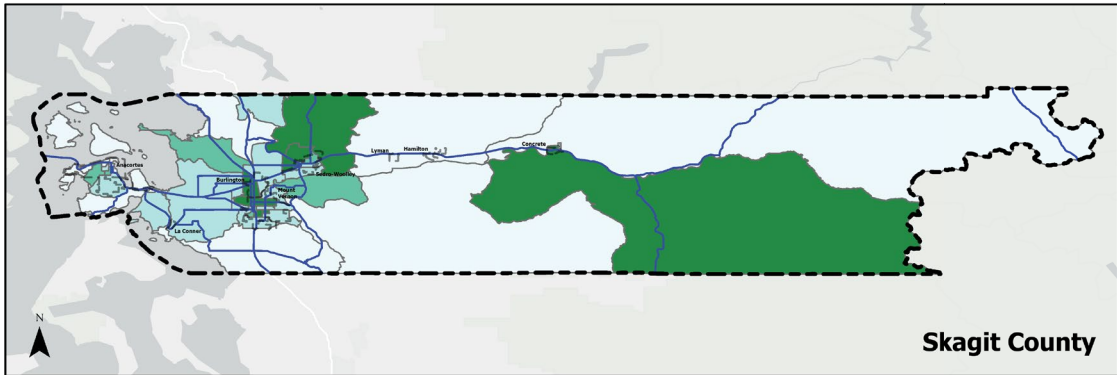 Anacortes
Burlington
Sedro-Woolley
Mount
Vernon
La Conner
Lyman
Hamilton
Concrete
N
Skagit County